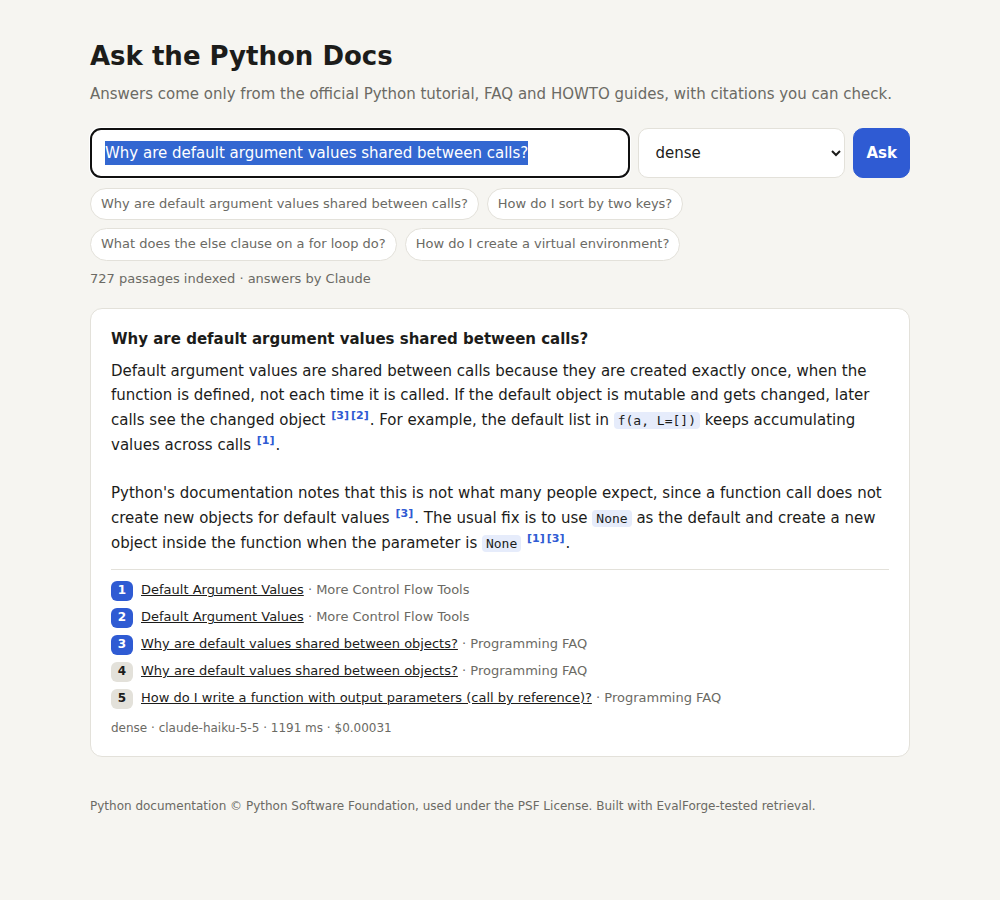 Ask the Python Docs
Answers come only from the official Python tutorial, FAQ and HOWTO guides, with citations you can check.
Why are default argument values shared between calls?
dense
Ask
Why are default argument values shared between calls?
How do I sort by two keys?
What does the else clause on a for loop do?
How do I create a virtual environment?
727 passages indexed · answers by Claude
Why are default argument values shared between calls?
Default argument values are shared between calls because they are created exactly once, when the
function is defined, not each time it is called. If the default object is mutable and gets changed, later
calls see the changed object [3][2]. For example, the default list in f(a, L=[]) keeps accumulating
values across calls [1].
Python's documentation notes that this is not what many people expect, since a function call does not
create new objects for default values [3]. The usual fix is to use None as the default and create a new
object inside the function when the parameter is None [1][3].
1 Default Argument Values · More Control Flow Tools
2 Default Argument Values · More Control Flow Tools
3 Why are default values shared between objects? · Programming FAQ
4 Why are default values shared between objects? · Programming FAQ
5 How do I write a function with output parameters (call by reference)? · Programming FAQ
dense · claude-haiku-5-5 · 1191 ms · $0.00031
Python documentation © Python Software Foundation, used under the PSF License. Built with EvalForge-tested retrieval.